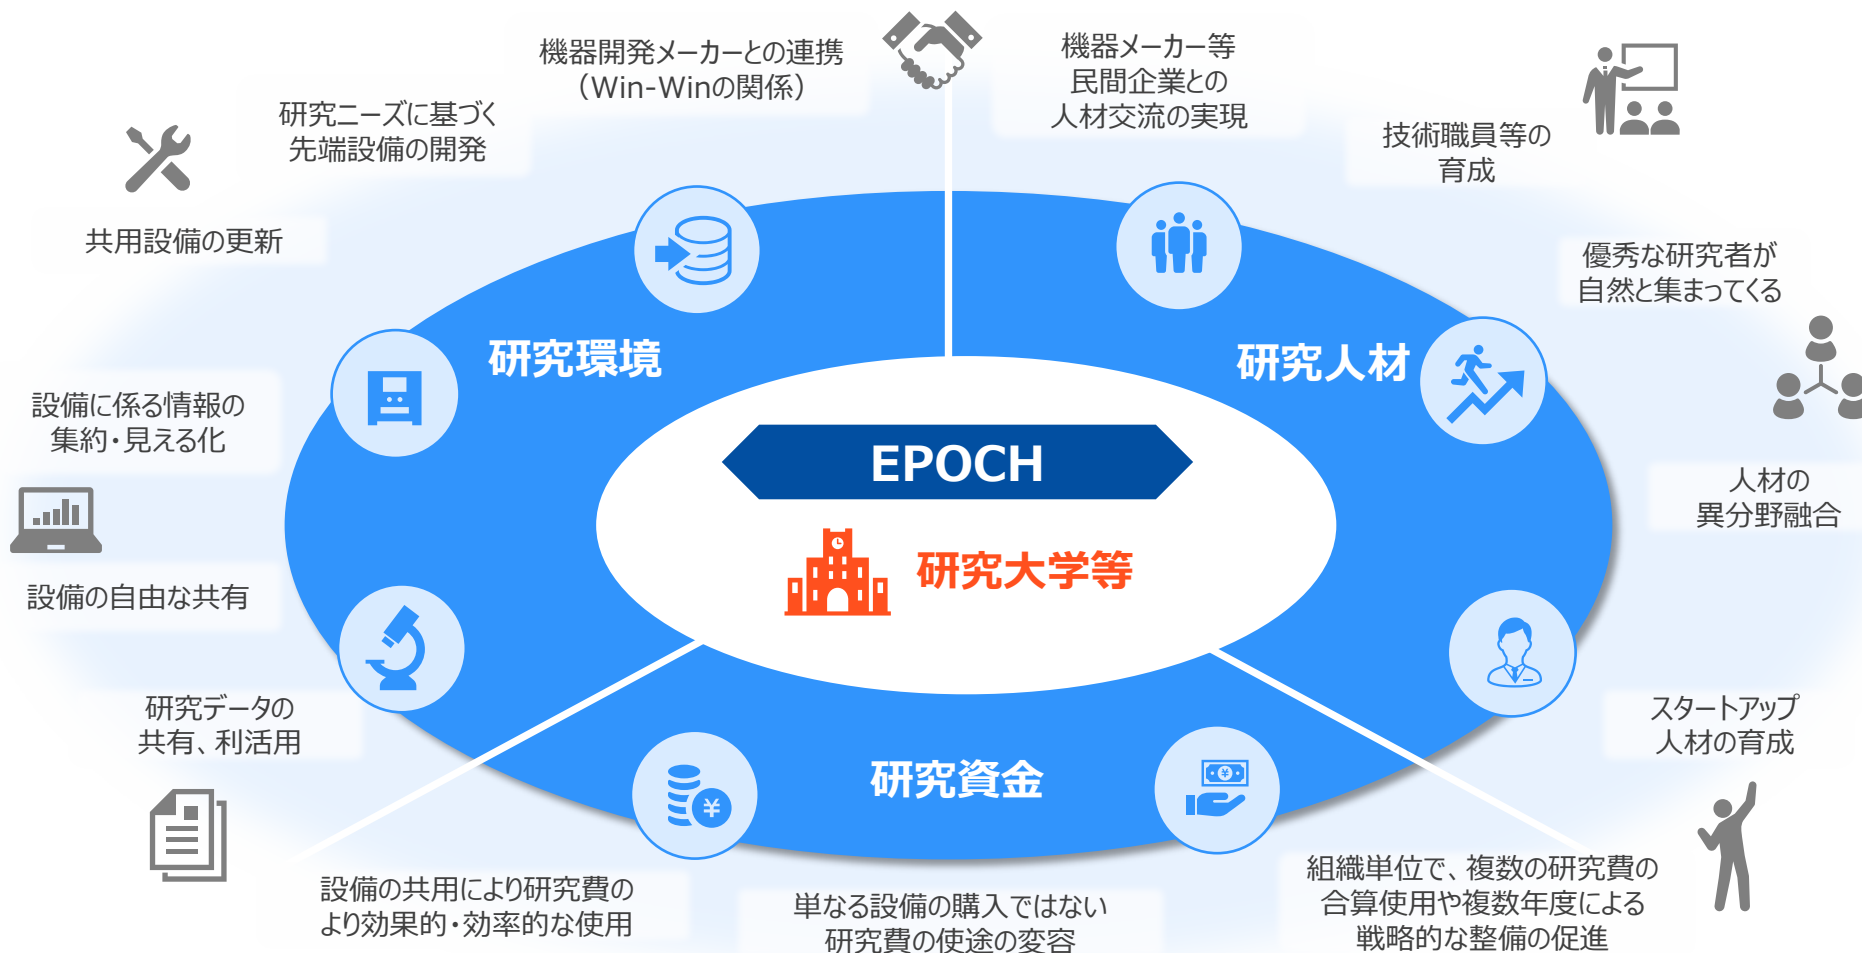 機器開発メーカーとの連携
（Win-Winの関係）
機器メーカー等
民間企業との
人材交流の実現
研究ニーズに基づく
先端設備の開発
技術職員等の
育成
共用設備の更新
優秀な研究者が
自然と集まってくる
研究環境
研究人材
設備に係る情報の
集約・見える化
EPOCH
人材の
異分野融合
研究大学等
設備の自由な共有
研究データの
共有、利活用
スタートアップ
人材の育成
研究資金
¥
¥
設備の共用により研究費の
より効果的・効率的な使用
単なる設備の購入ではない
研究費の使途の変容
組織単位で、複数の研究費の
合算使用や複数年度による
戦略的な整備の促進